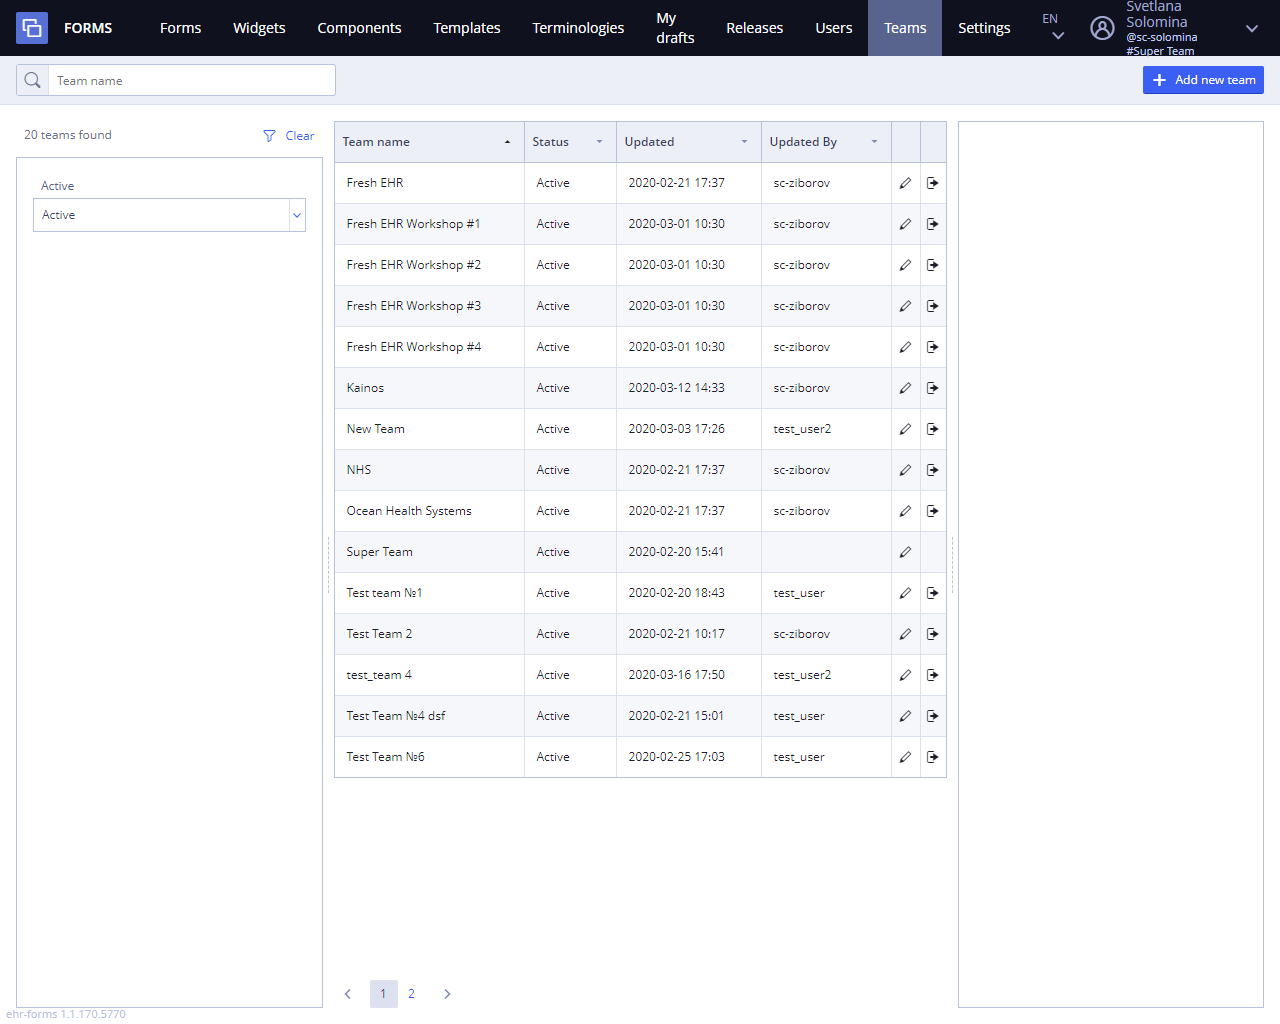 FORMS Forms Widgets Components Templates Terminologies My drafts Releases Users Teams Settings EN
Svetlana Solomina
@sc-solomina
#Super Team
Team name
Add new team
20 teams found Clear
Active
Active
Team name Status Updated Updated By
Fresh EHR Active 2020-02-21 17:37 sc-ziborov
Fresh EHR Workshop #1 Active 2020-03-01 10:30 sc-ziborov
Fresh EHR Workshop #2 Active 2020-03-01 10:30 sc-ziborov
Fresh EHR Workshop #3 Active 2020-03-01 10:30 sc-ziborov
Fresh EHR Workshop #4 Active 2020-03-01 10:30 sc-ziborov
Kainos Active 2020-03-12 14:33 sc-ziborov
New Team Active 2020-03-03 17:26 test_user2
NHS Active 2020-02-21 17:37 sc-ziborov
Ocean Health Systems Active 2020-02-21 17:37 sc-ziborov
Super Team Active 2020-02-20 15:41
Test team №1 Active 2020-02-20 18:43 test_user
Test Team 2 Active 2020-02-21 10:17 sc-ziborov
test_team 4 Active 2020-03-16 17:50 test_user2
Test Team №4 dsf Active 2020-02-21 15:01 test_user
Test Team №6 Active 2020-02-25 17:03 test_user
1 2
ehr-forms 1.1.170.5770